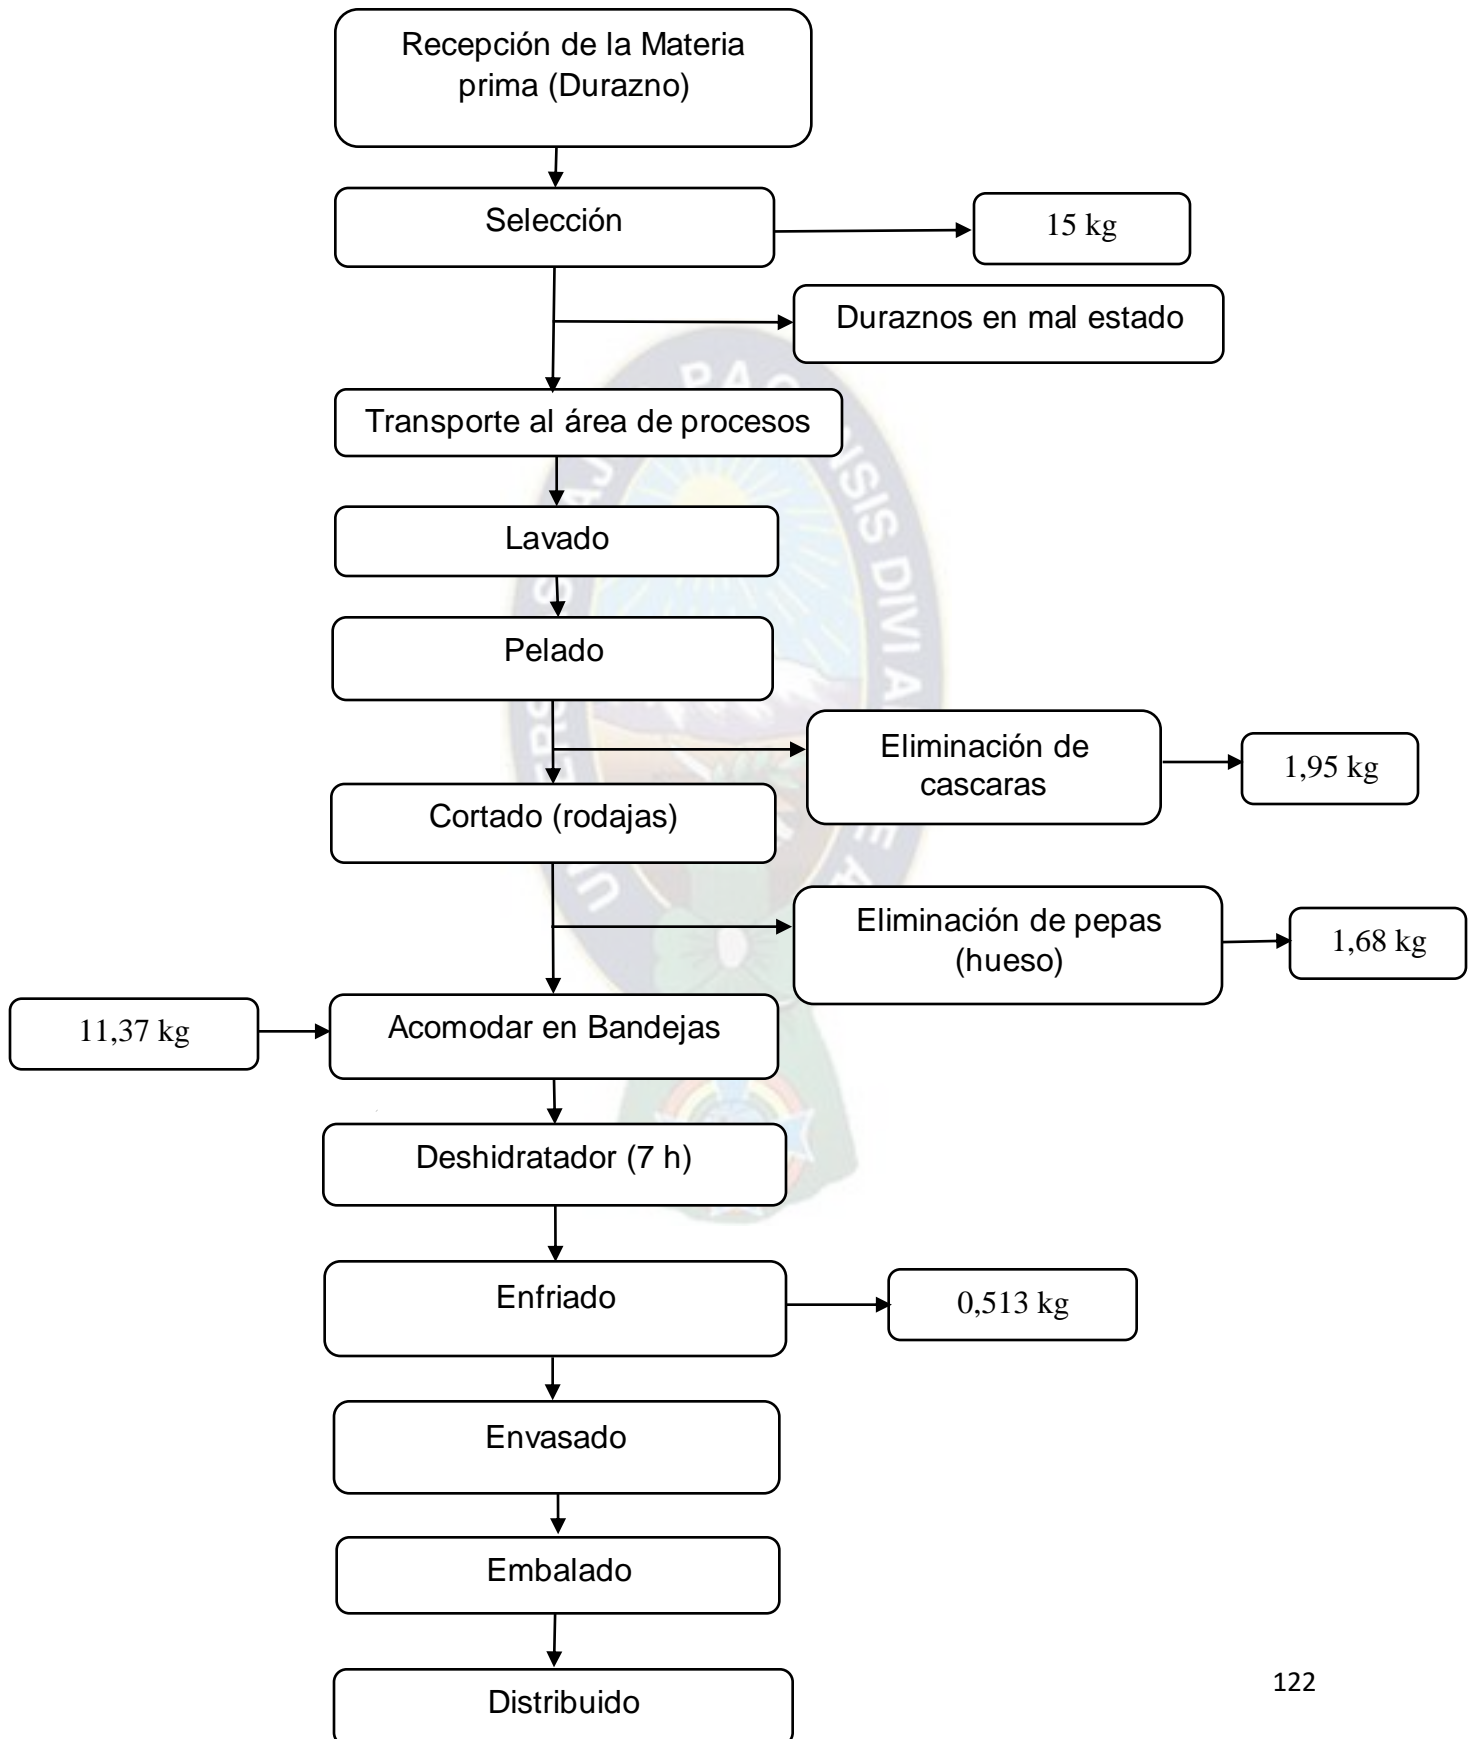 Recepción de la Materia
prima (Durazno)
Selección
15 kg
Duraznos en mal estado
Transporte al área de procesos
Lavado
Pelado
Eliminación de
cascaras
1,95 kg
Cortado (rodajas)
Eliminación de pepas
(hueso)
1,68 kg
11,37 kg
Acomodar en Bandejas
Deshidratador (7 h)
Enfriado
0,513 kg
Envasado
Embalado
Distribuido
122